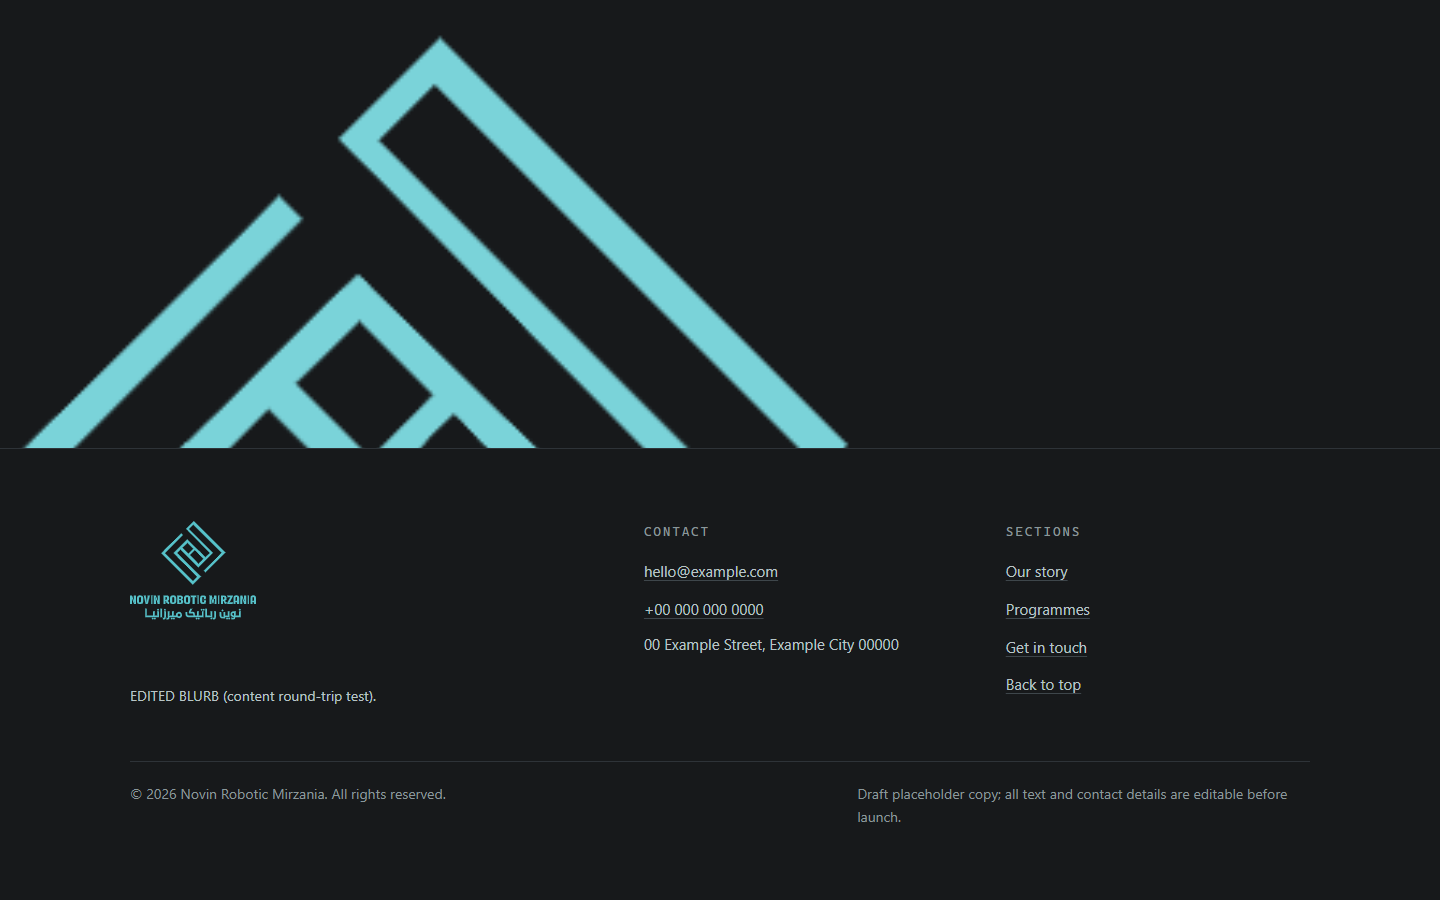 NOVIN ROBOTIC MIRZANIA
نوین رباتیک میرزانیا
EDITED BLURB (content round-trip test).
CONTACT
hello@example.com
+00 000 000 0000
00 Example Street, Example City 00000
SECTIONS
Our story
Programmes
Get in touch
Back to top
© 2026 Novin Robotic Mirzania. All rights reserved.
Draft placeholder copy; all text and contact details are editable before
launch.